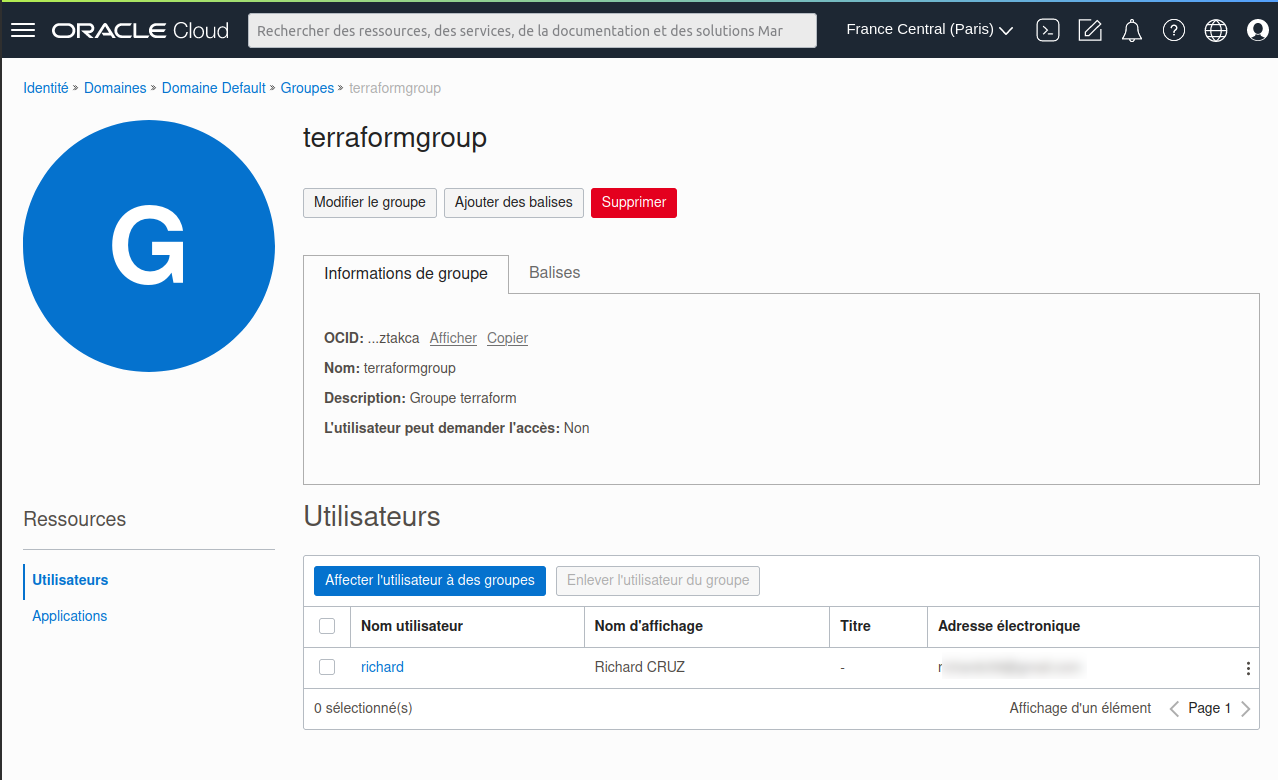 ORACLE Cloud
Rechercher des ressources, des services, de la documentation et des solutions Mar
France Central (Paris)
Identité » Domaines » Domaine Default » Groupes » terraformgroup
G
terraformgroup
Modifier le groupe
Ajouter des balises
Supprimer
Informations de groupe
Balises
OCID: ...ztakca Afficher Copier
Nom: terraformgroup
Description: Groupe terraform
L'utilisateur peut demander l'accès: Non
Ressources
Utilisateurs
Applications
Utilisateurs
Affecter l'utilisateur à des groupes
Enlever l'utilisateur du groupe
Nom utilisateur Nom d'affichage Titre Adresse électronique
richard Richard CRUZ -
0 sélectionné(s)
Affichage d'un élément
Page 1